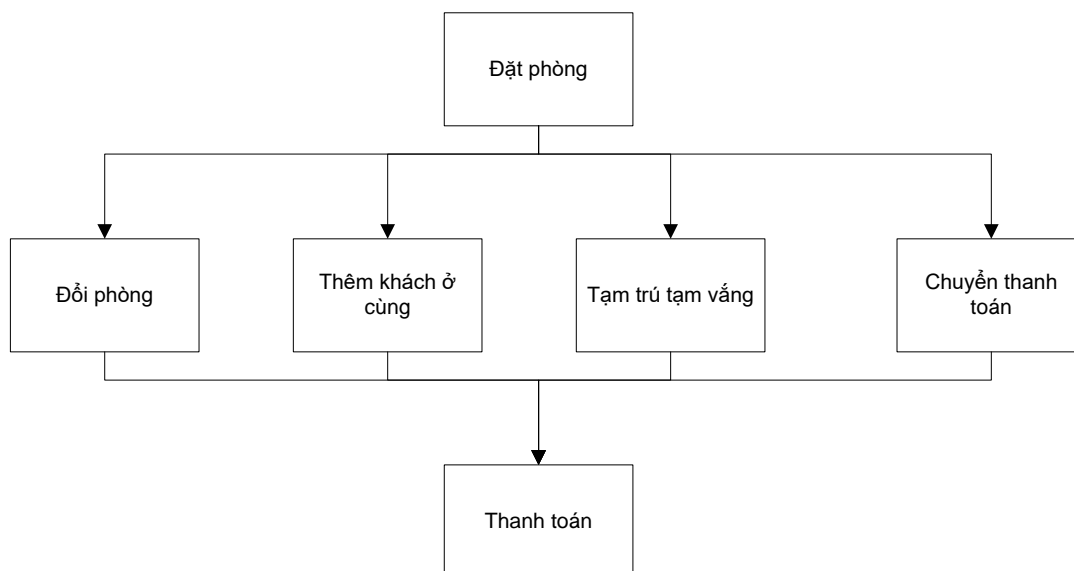 Đặt phòng
Đổi phòng
Thêm khách ở
cùng
Tạm trú tạm vắng
Chuyển thanh
toán
Thanh toán